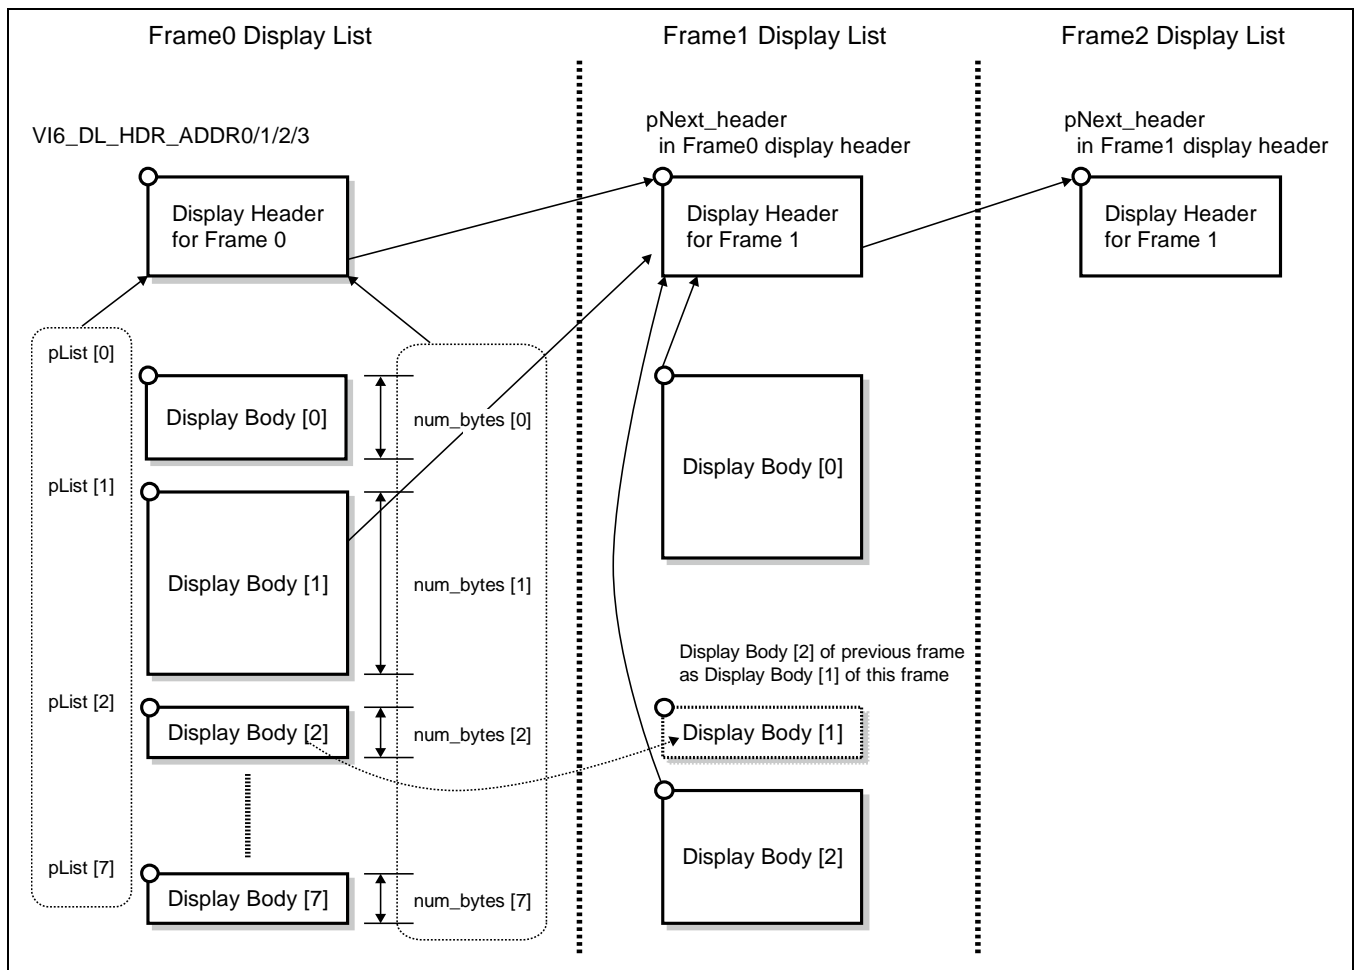 Frame0 Display List
Frame1 Display List
Frame2 Display List
VI6_DL_HDR_ADDR0/1/2/3
pNext_header
in Frame0 display header
pNext_header
in Frame1 display header
Display Header
for Frame 0
Display Header
for Frame 1
Display Header
for Frame 1
pList [0]
Display Body [0]
num_bytes [0]
Display Body [0]
pList [1]
Display Body [1]
num_bytes [1]
Display Body [2] of previous frame
as Display Body [1] of this frame
pList [2]
Display Body [2]
num_bytes [2]
Display Body [1]
Display Body [2]
pList [7]
Display Body [7]
num_bytes [7]